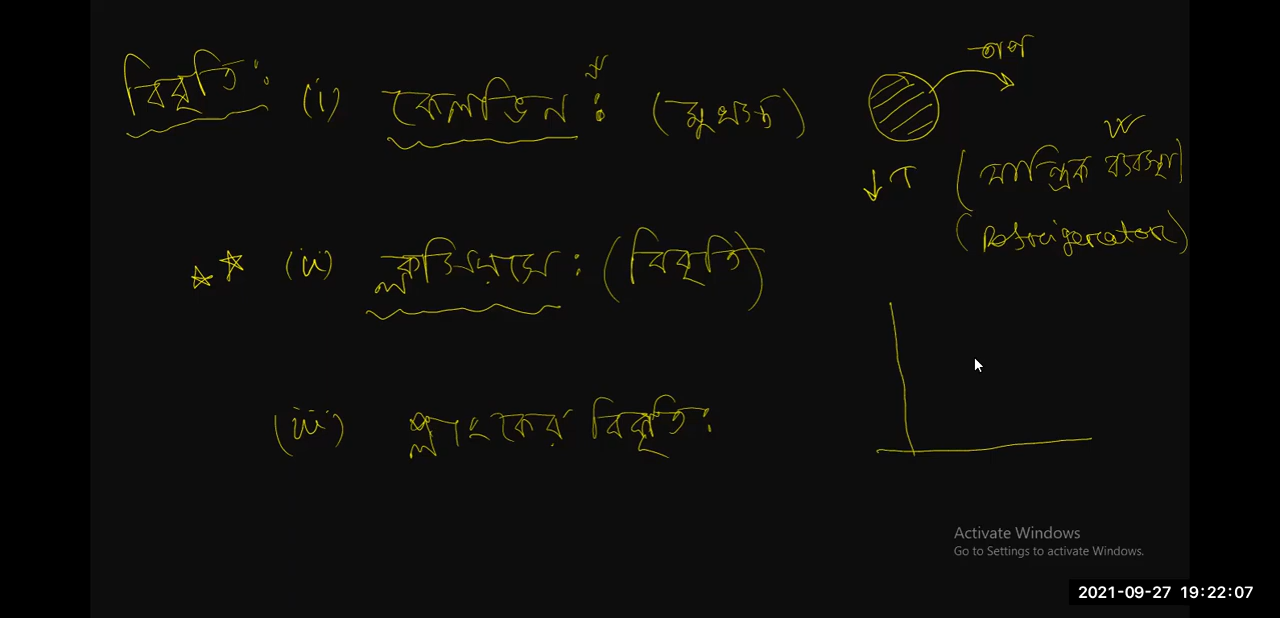 বিবৃতি:
(i) কেলভিন : (মুখ্যত)
তাপ
↓ T
W
(যান্ত্রিক ব্যবস্থা)
(Refrigerator)
☆☆ (ii) ক্লসিয়াসে : (বিবৃতি)
(iii) প্লাংকের বিবৃতি:
Activate Windows
Go to Settings to activate Windows.
2021-09-27 19:22:07